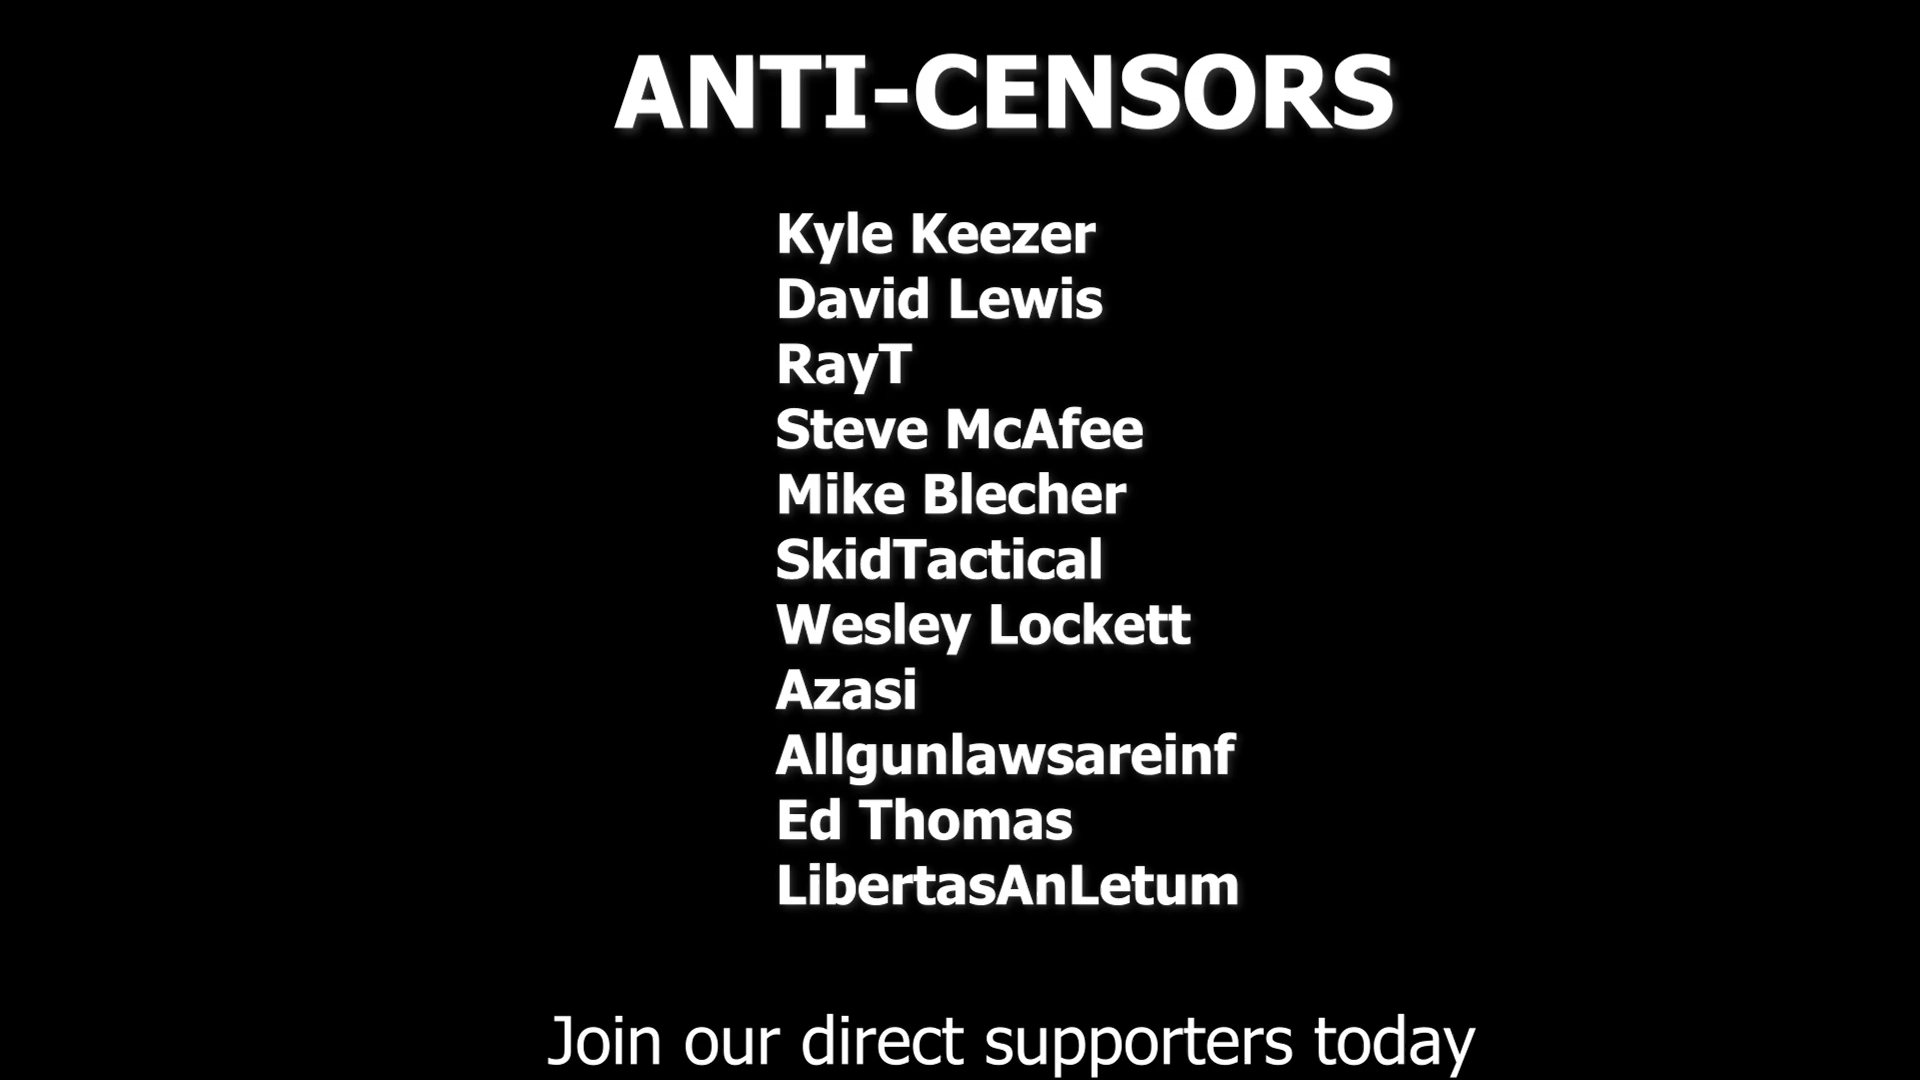 ANTI-CENSORS
Kyle Keezer
David Lewis
RayT
Steve McAfee
Mike Blecher
SkidTactical
Wesley Lockett
Azasi
Allgunlawsareinf
Ed Thomas
LibertasAnLetum
Join our direct supporters today